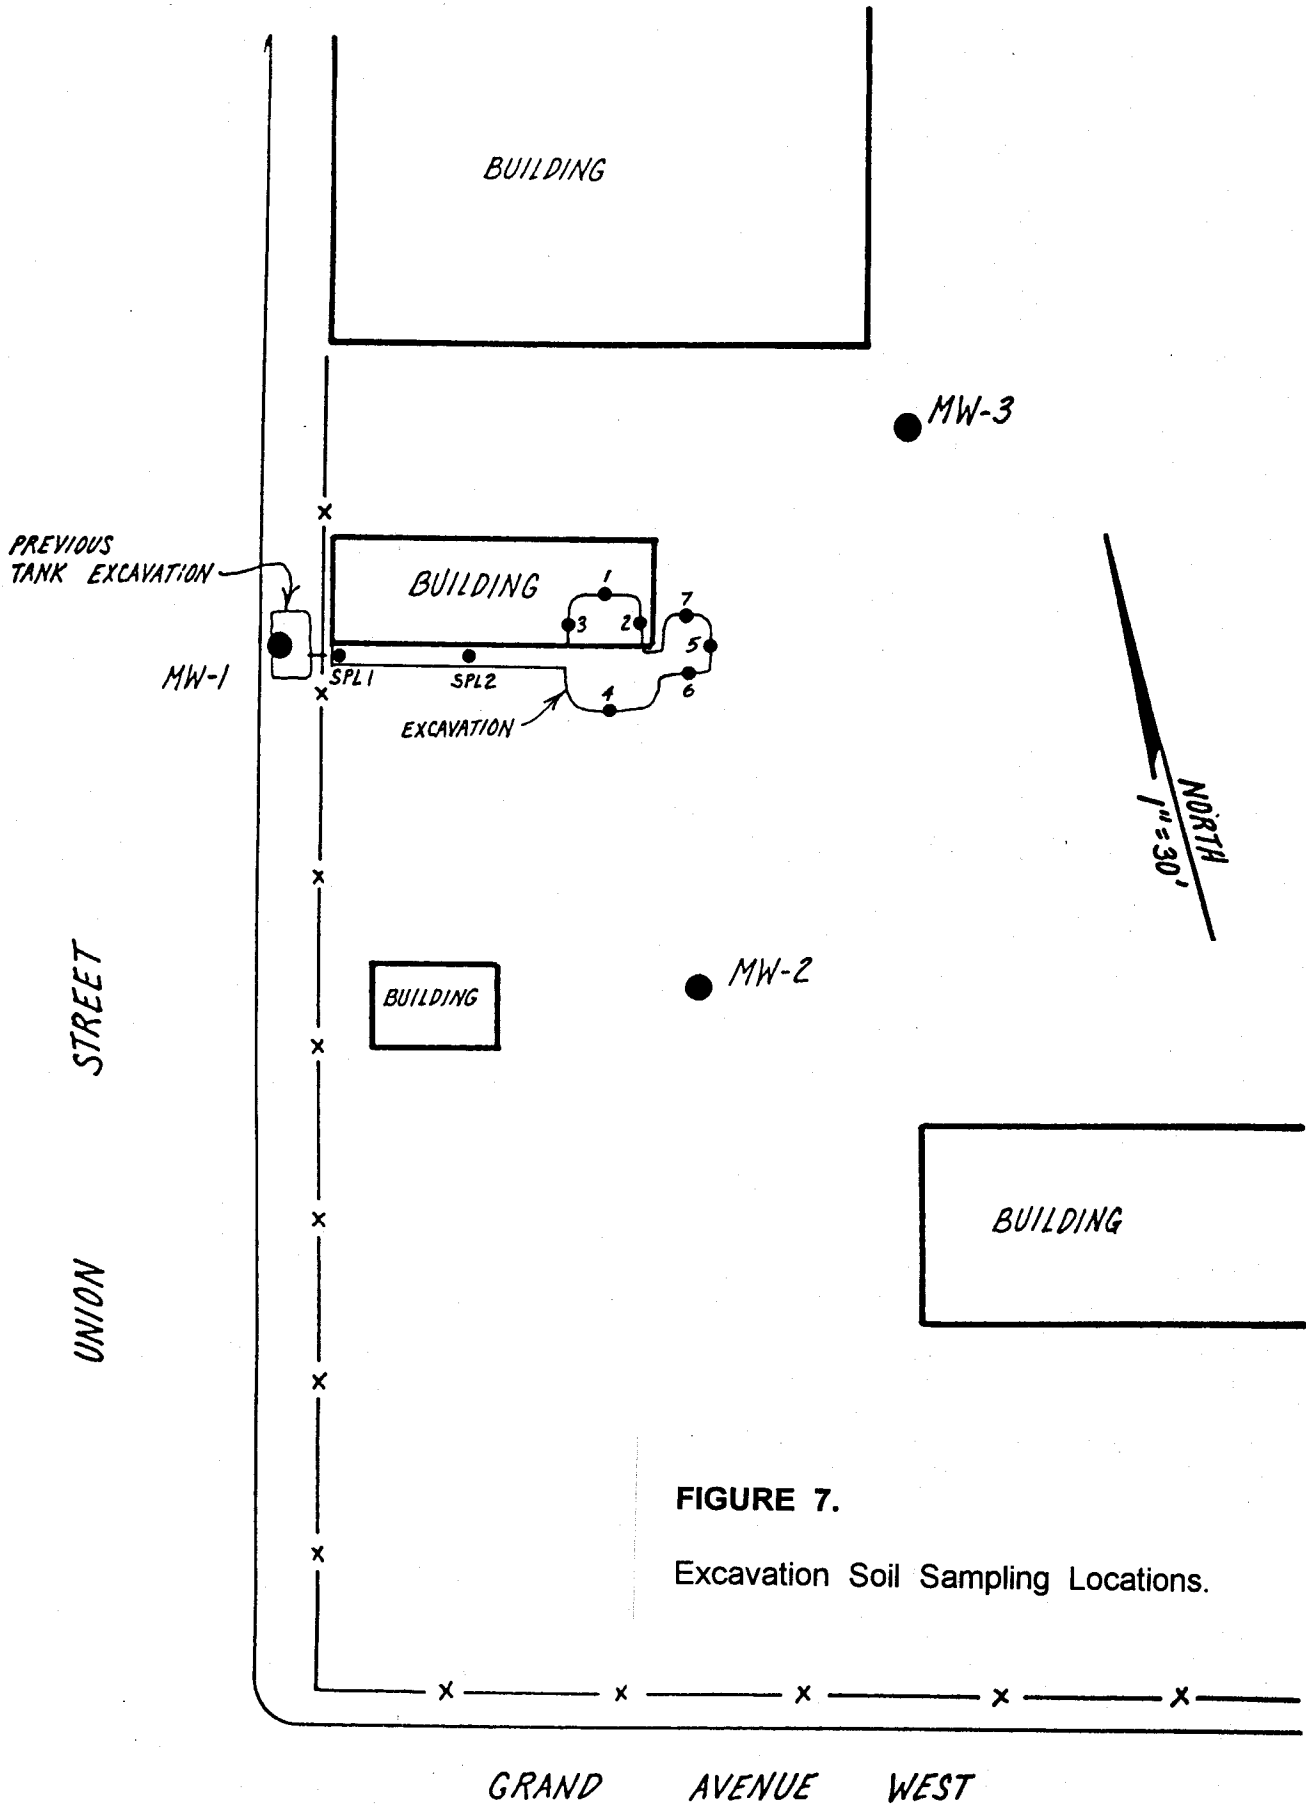 BUILDING
MW-3
PREVIOUS
TANK EXCAVATION
BUILDING
1
7
3
2
5
MW-1
SPL1
SPL2
6
4
EXCAVATION
NORTH
1"=30'
MW-2
BUILDING
STREET
BUILDING
UNION
FIGURE 7.
Excavation Soil Sampling Locations.
GRAND AVENUE WEST